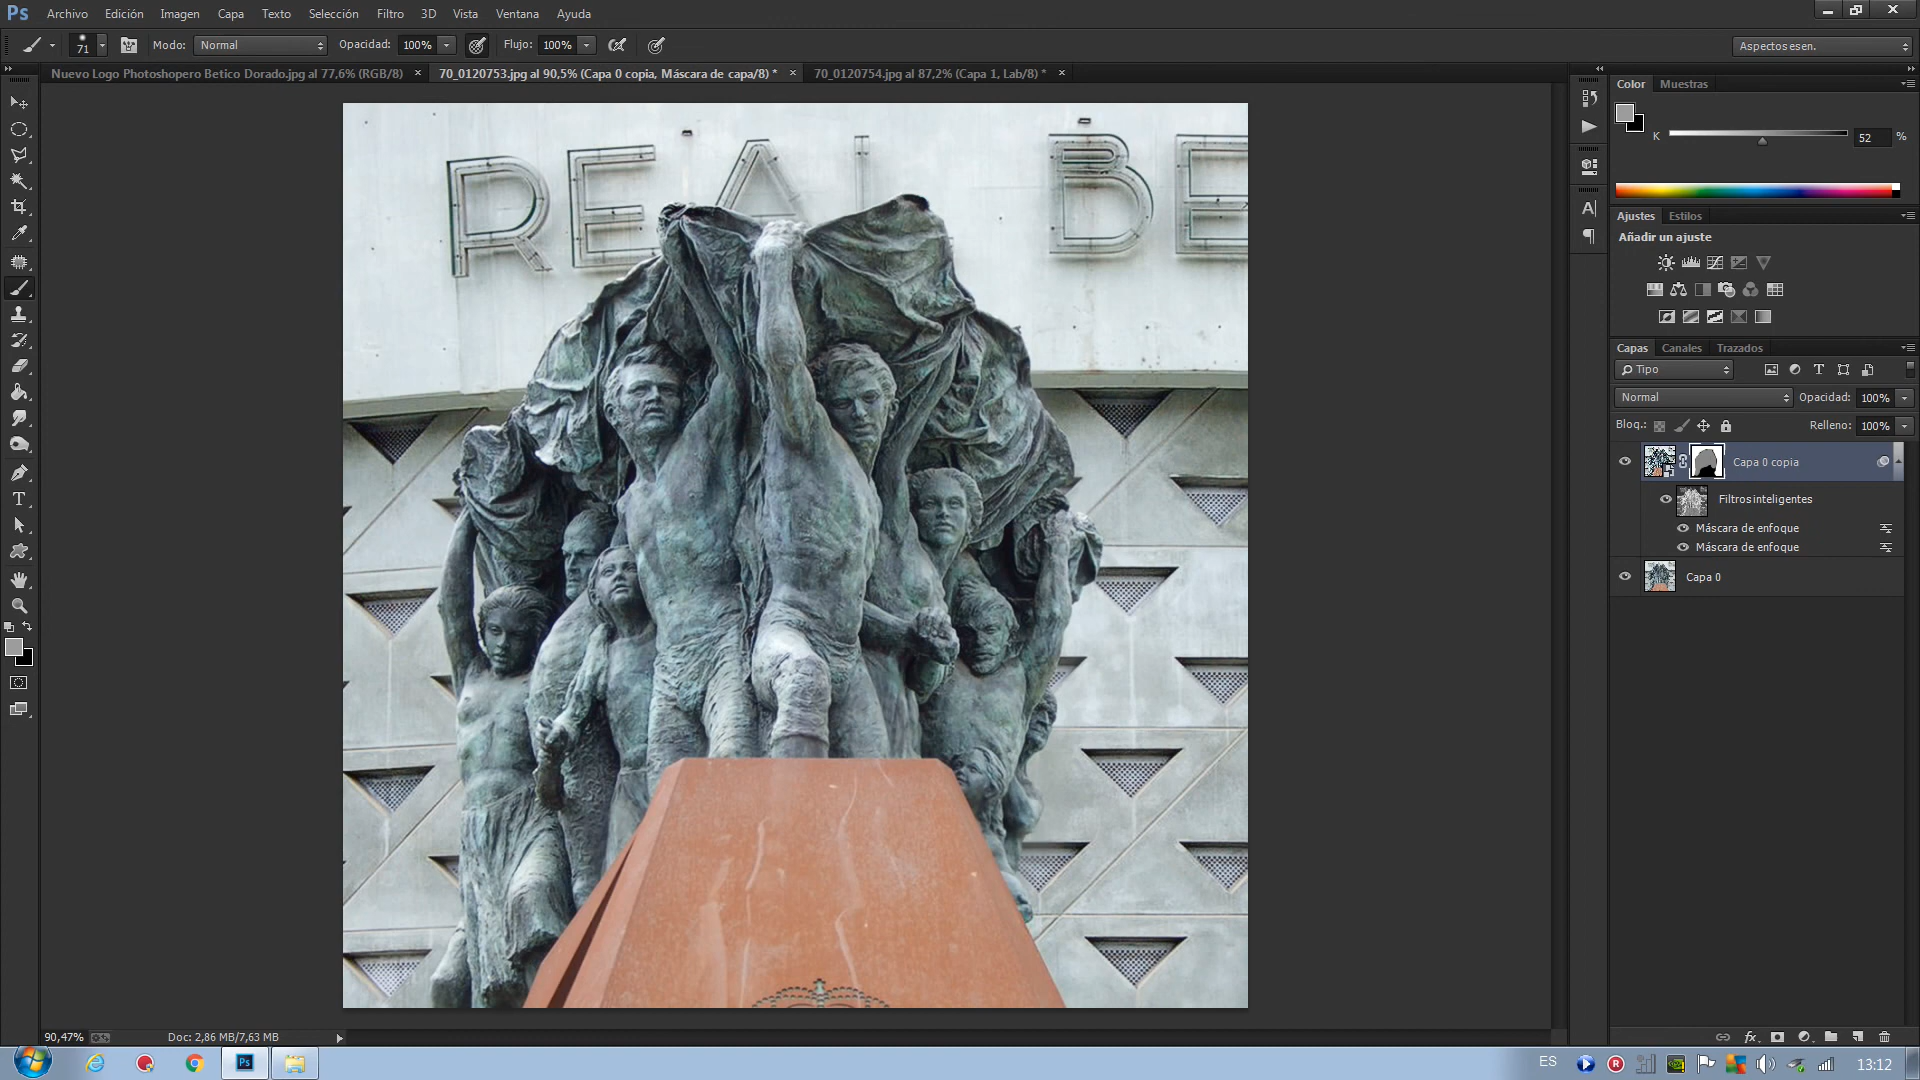 Ps Archivo Edición Imagen Capa Texto Selección Filtro 3D Vista Ventana Ayuda
71 Modo: Normal Opacidad: 100% Flujo: 100% Aspectos esen.
Nuevo Logo Photoshopero Betico Dorado.jpg al 77,6% (RGB/8) × 70_0120753.jpg al 90,5% (Capa 0 copia, Máscara de capa/8) * × 70_0120754.jpg al 87,2% (Capa 1, Lab/8) * ×
Color Muestras
K 52 %
Ajustes Estilos
Añadir un ajuste
Capas Canales Trazados
Tipo
Normal Opacidad: 100%
Bloq.: Relleno: 100%
Capa 0 copia
Filtros inteligentes
Máscara de enfoque
Máscara de enfoque
Capa 0
REAL BE
90,47% Doc: 2,86 MB/7,63 MB
Ps ES 13:12